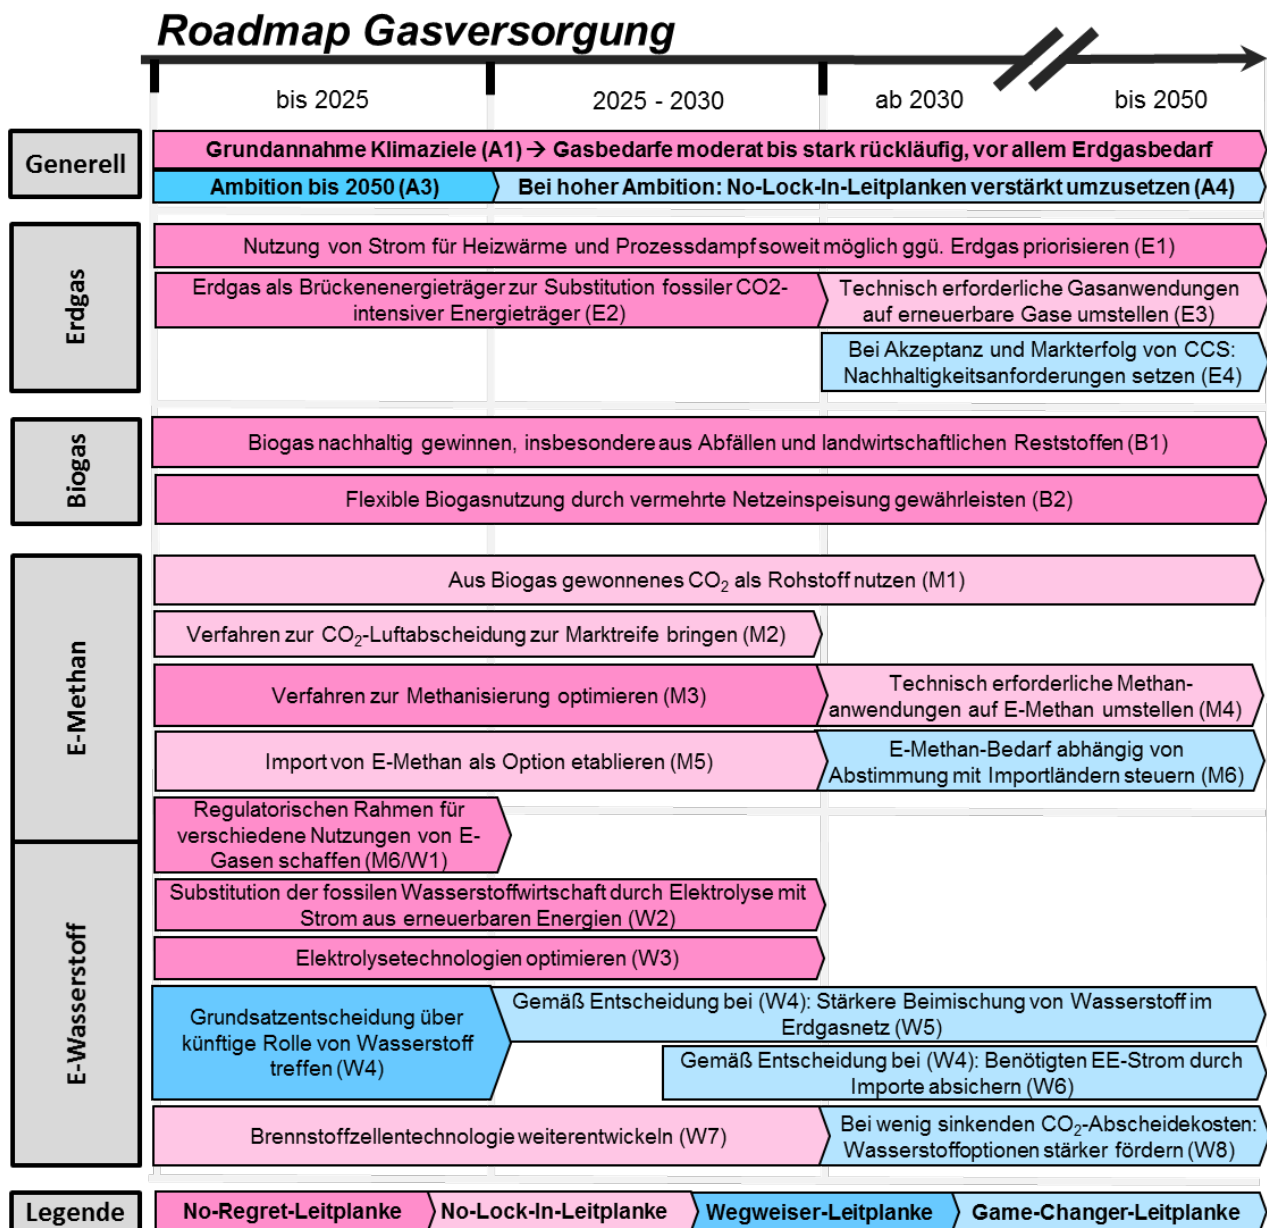 Roadmap Gasversorgung
bis 2025
2025 - 2030
ab 2030
bis 2050
Generell
Grundannahme Klimaziele (A1) → Gasbedarfe moderat bis stark rückläufig, vor allem Erdgasbedarf
Ambition bis 2050 (A3)
Bei hoher Ambition: No-Lock-In-Leitplanken verstärkt umzusetzen (A4)
Erdgas
Nutzung von Strom für Heizwärme und Prozessdampf soweit möglich ggü. Erdgas priorisieren (E1)
Erdgas als Brückenenergieträger zur Substitution fossiler CO2-
intensiver Energieträger (E2)
Technisch erforderliche Gasanwendungen
auf erneuerbare Gase umstellen (E3)
Bei Akzeptanz und Markterfolg von CCS:
Nachhaltigkeitsanforderungen setzen (E4)
Biogas
Biogas nachhaltig gewinnen, insbesondere aus Abfällen und landwirtschaftlichen Reststoffen (B1)
Flexible Biogasnutzung durch vermehrte Netzeinspeisung gewährleisten (B2)
E-Methan
Aus Biogas gewonnenes CO₂ als Rohstoff nutzen (M1)
Verfahren zur CO₂-Luftabscheidung zur Marktreife bringen (M2)
Verfahren zur Methanisierung optimieren (M3)
Technisch erforderliche Methan-
anwendungen auf E-Methan umstellen (M4)
Import von E-Methan als Option etablieren (M5)
E-Methan-Bedarf abhängig von
Abstimmung mit Importländern steuern (M6)
Regulatorischen Rahmen für
verschiedene Nutzungen von E-
Gasen schaffen (M6/W1)
E-Wasserstoff
Substitution der fossilen Wasserstoffwirtschaft durch Elektrolyse mit
Strom aus erneuerbaren Energien (W2)
Elektrolysetechnologien optimieren (W3)
Grundsatzentscheidung über
künftige Rolle von Wasserstoff
treffen (W4)
Gemäß Entscheidung bei (W4): Stärkere Beimischung von Wasserstoff im
Erdgasnetz (W5)
Gemäß Entscheidung bei (W4): Benötigten EE-Strom durch
Importe absichern (W6)
Brennstoffzellentechnologie weiterentwickeln (W7)
Bei wenig sinkenden CO₂-Abscheidekosten:
Wasserstoffoptionen stärker fördern (W8)
Legende
No-Regret-Leitplanke
No-Lock-In-Leitplanke
Wegweiser-Leitplanke
Game-Changer-Leitplanke